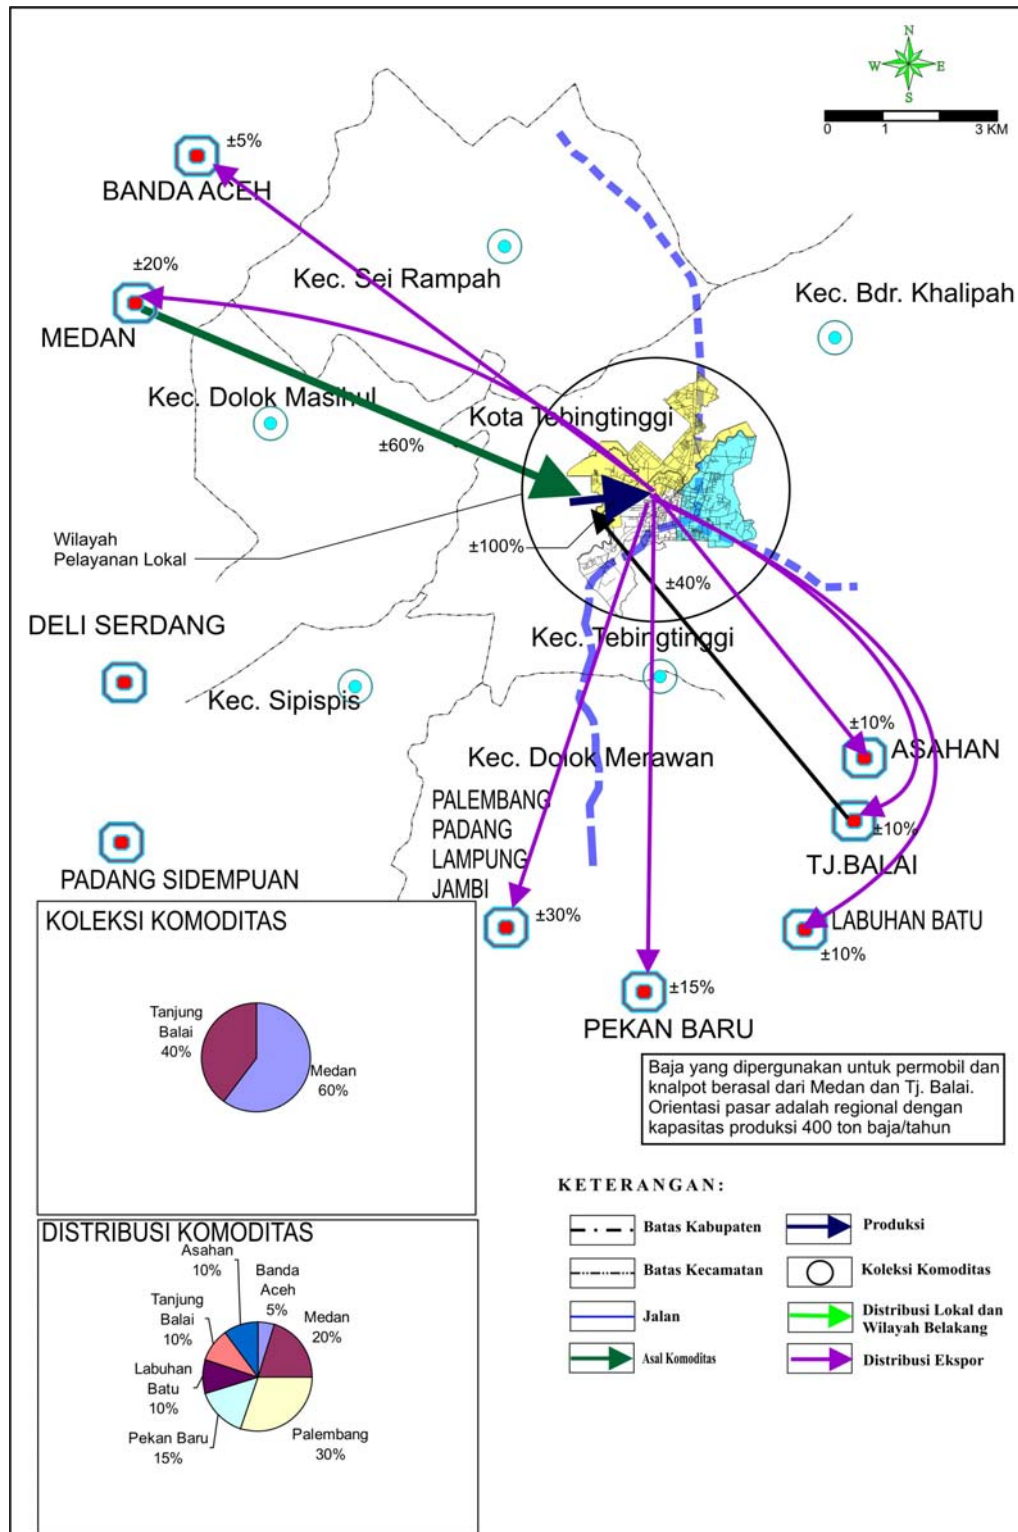 N
W
E
S
0 1 3 KM
±5%
BANDA ACEH
±20%
MEDAN
Kec. Sei Rampah
Kec. Bdr. Khalipah
Kec. Dolok Masihul
Kota Tebingtinggi
±60%
Wilayah
Pelayanan Lokal
±100%
±40%
DELI SERDANG
Kec. Tebingtinggi
Kec. Sipispis
Kec. Dolok Merawan
±10%
ASAHAN
PALEMBANG
PADANG
LAMPUNG
JAMBI
±10%
TJ.BALAI
PADANG SIDEMPUAN
±30%
LABUHAN BATU
±10%
±15%
PEKAN BARU
KOLEKSI KOMODITAS
Tanjung
Balai
40%
Medan
60%
Baja yang dipergunakan untuk permobil dan
knalpot berasal dari Medan dan Tj. Balai.
Orientasi pasar adalah regional dengan
kapasitas produksi 400 ton baja/tahun
DISTRIBUSI KOMODITAS
Asahan
10%
Banda
Aceh
5%
Medan
20%
Tanjung
Balai
10%
Labuhan
Batu
10%
Pekan Baru
15%
Palembang
30%
KETERANGAN:
Batas Kabupaten
Batas Kecamatan
Jalan
Asal Komoditas
Produksi
Koleksi Komoditas
Distribusi Lokal dan
Wilayah Belakang
Distribusi Ekspor